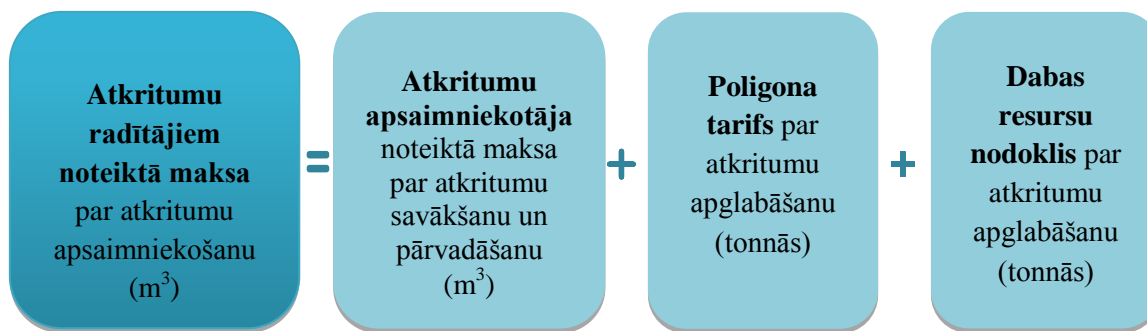 Atkritumu
radītājiem
noteiktā maksa
par atkritumu
apsaimniekošanu
(m³)
=
Atkritumu
apsaimniekotāja
noteiktā maksa
par atkritumu
savākšanu un
pārvadāšanu
(m³)
+
Poligona
tarifs par
atkritumu
apglabāšanu
(tonnās)
+
Dabas
resursu
nodoklis par
atkritumu
apglabāšanu
(tonnās)